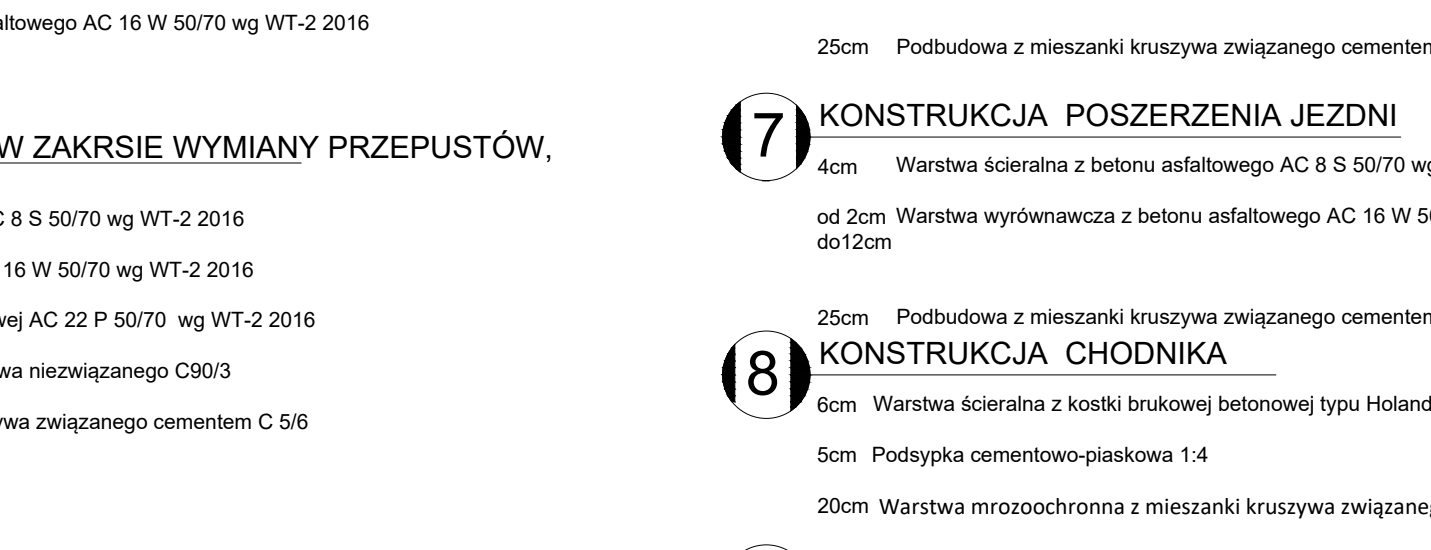 altowego AC 16 W 50/70 wg WT-2 2016
W ZAKRSIE WYMIANY PRZEPUSTÓW,
C 8 S 50/70 wg WT-2 2016
16 W 50/70 wg WT-2 2016
wej AC 22 P 50/70 wg WT-2 2016
wa niezwiązanego C90/3
wa związanego cementem C 5/6
25cm Podbudowa z mieszanki kruszywa związanego cementem
7 KONSTRUKCJA POSZERZENIA JEZDNI
4cm Warstwa ścieralna z betonu asfaltowego AC 8 S 50/70 wg
od 2cm Warstwa wyrównawcza z betonu asfaltowego AC 16 W 50
do12cm
25cm Podbudowa z mieszanki kruszywa związanego cementem
8 KONSTRUKCJA CHODNIKA
6cm Warstwa ścieralna z kostki brukowej betonowej typu Holand
5cm Podsypka cementowo-piaskowa 1:4
20cm Warstwa mrozoochronna z mieszanki kruszywa związaneg